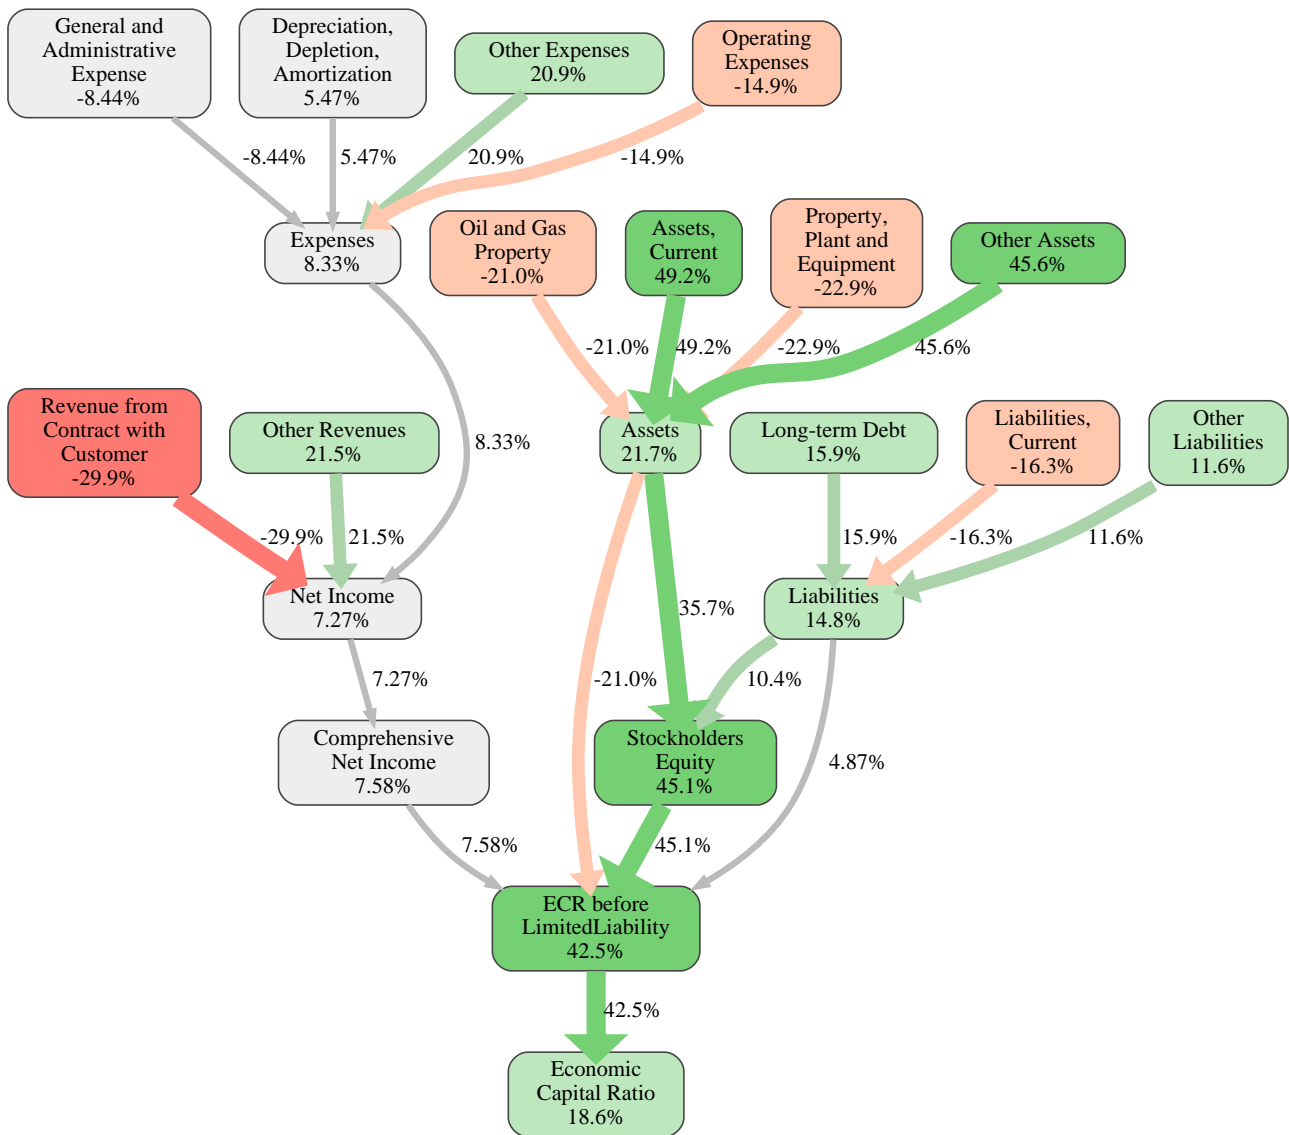 General and
Administrative
Expense
-8.44%
Depreciation,
Depletion,
Amortization
5.47%
Other Expenses
20.9%
Operating
Expenses
-14.9%
-8.44%
5.47%
20.9%
-14.9%
Expenses
8.33%
Oil and Gas
Property
-21.0%
Assets,
Current
49.2%
Property,
Plant and
Equipment
-22.9%
Other Assets
45.6%
-21.0%
49.2%
-22.9%
45.6%
Revenue from
Contract with
Customer
-29.9%
Other Revenues
21.5%
8.33%
Assets
21.7%
Long-term Debt
15.9%
Liabilities,
Current
-16.3%
Other
Liabilities
11.6%
-29.9%
21.5%
15.9%
-16.3%
11.6%
Net Income
7.27%
35.7%
Liabilities
14.8%
7.27%
-21.0%
10.4%
Comprehensive
Net Income
7.58%
Stockholders
Equity
45.1%
4.87%
7.58%
45.1%
ECR before
LimitedLiability
42.5%
42.5%
Economic
Capital Ratio
18.6%